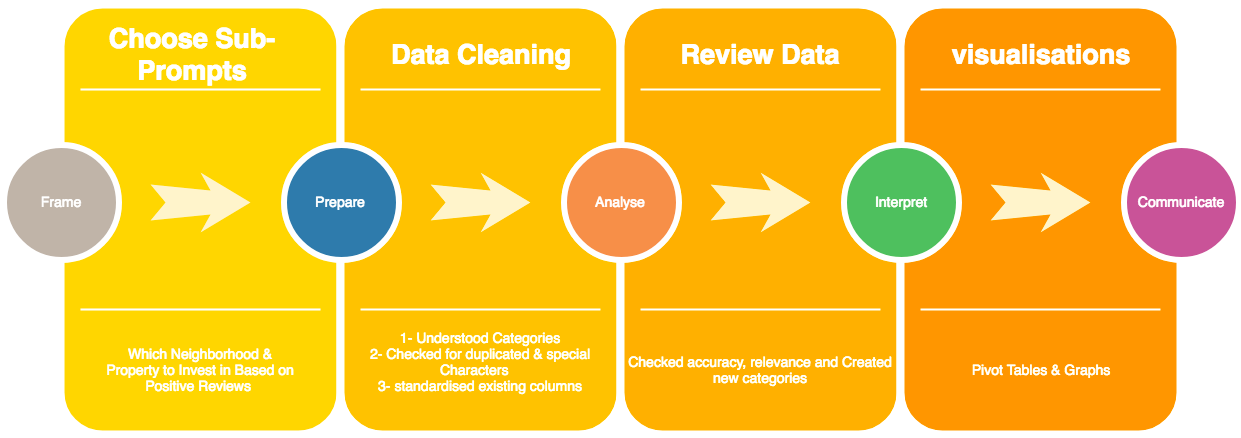 Choose Sub-
Prompts
Data Cleaning
Review Data
visualisations
Frame
Prepare
Analyse
Interpret
Communicate
Which Neighborhood &
Property to Invest in Based on
Positive Reviews
1- Understood Categories
2- Checked for duplicated & special
Characters
3- standardised existing columns
Checked accuracy, relevance and Created
new categories
Pivot Tables & Graphs